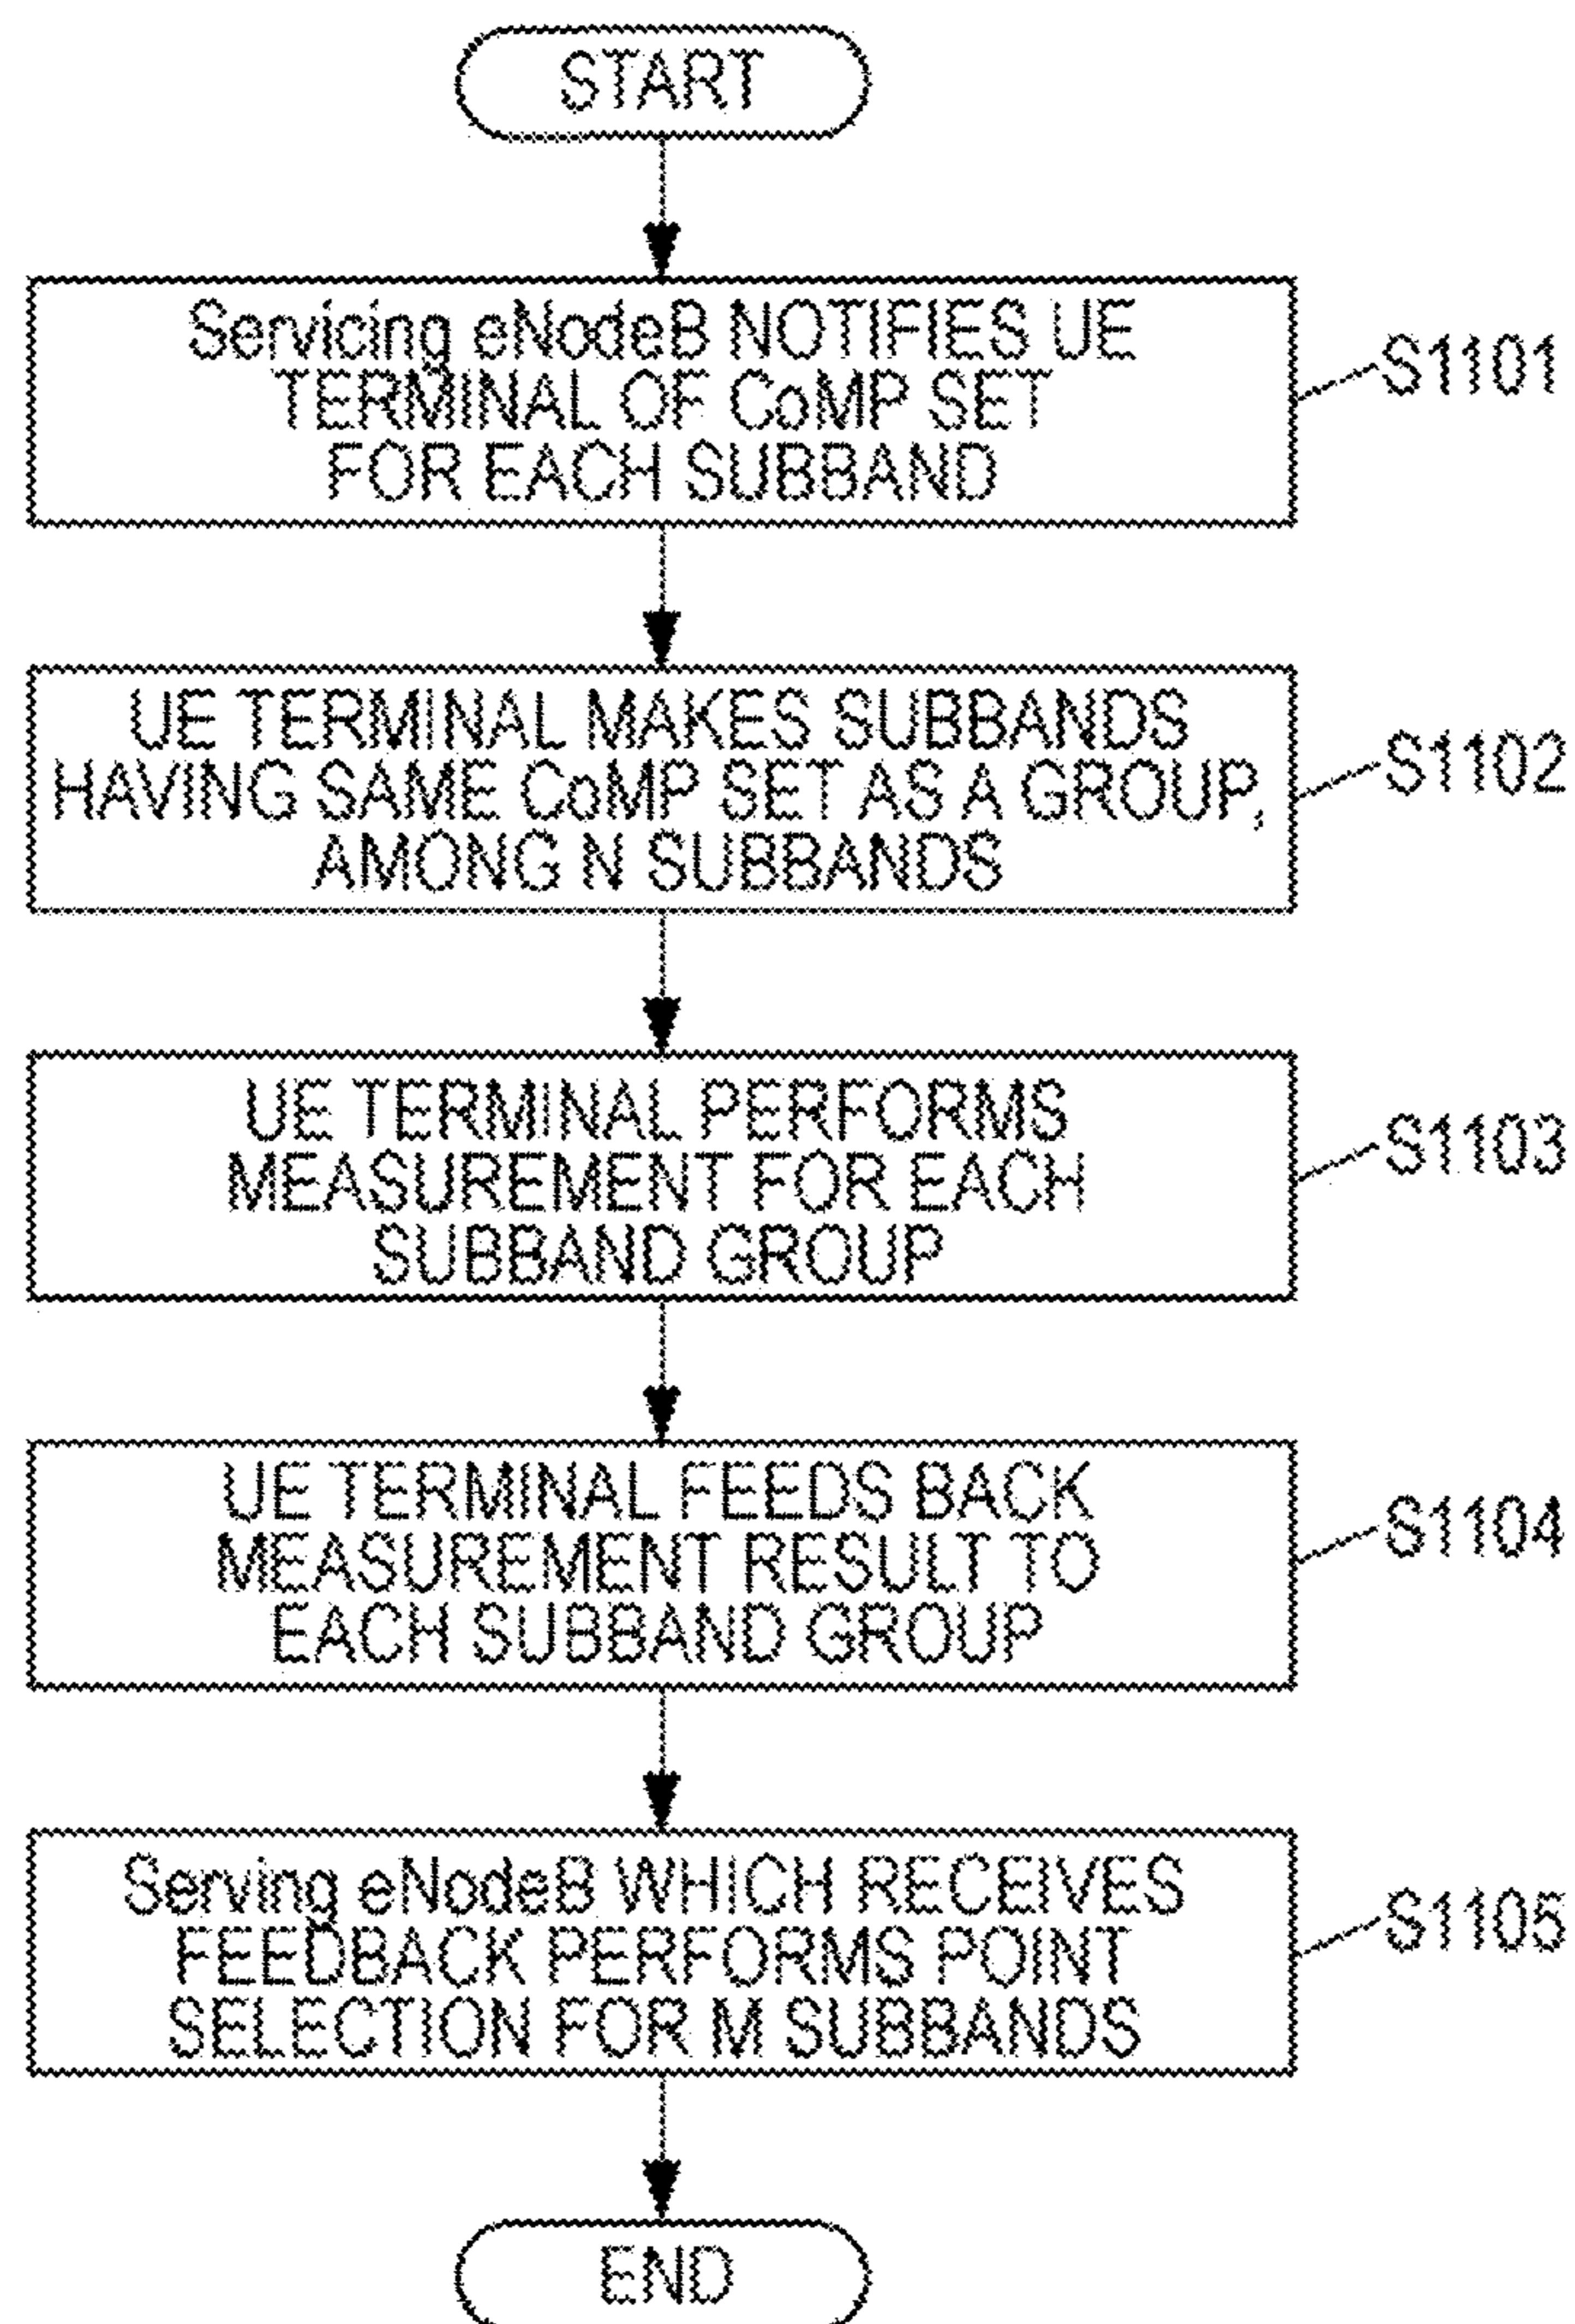 START
Servicing eNodeB NOTIFIES UE
TERMINAL OF CoMP SET
FOR EACH SUBBAND
S1101
UE TERMINAL MAKES SUBBANDS
HAVING SAME CoMP SET AS A GROUP,
AMONG N SUBBANDS
S1102
UE TERMINAL PERFORMS
MEASUREMENT FOR EACH
SUBBAND GROUP
S1103
UE TERMINAL FEEDS BACK
MEASUREMENT RESULT TO
EACH SUBBAND GROUP
S1104
Serving eNodeB WHICH RECEIVES
FEEDBACK PERFORMS POINT
SELECTION FOR M SUBBANDS
S1105
END